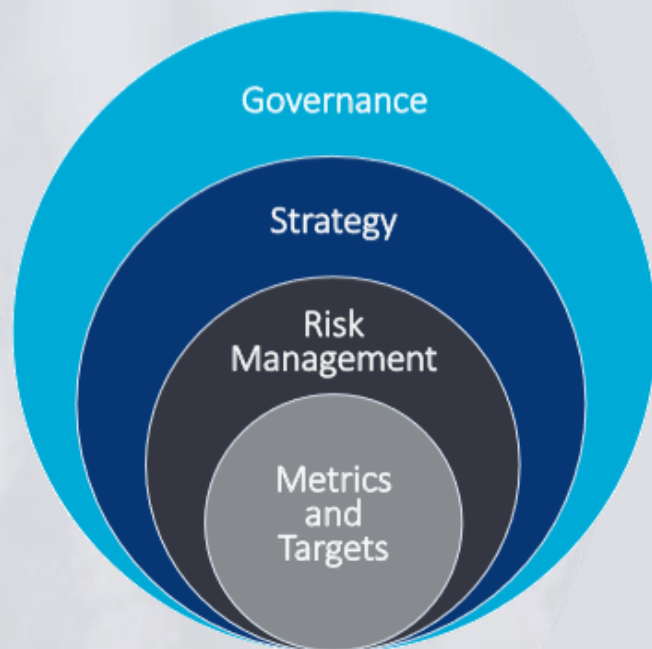 Governance
Strategy
Risk
Management
Metrics
and
Targets